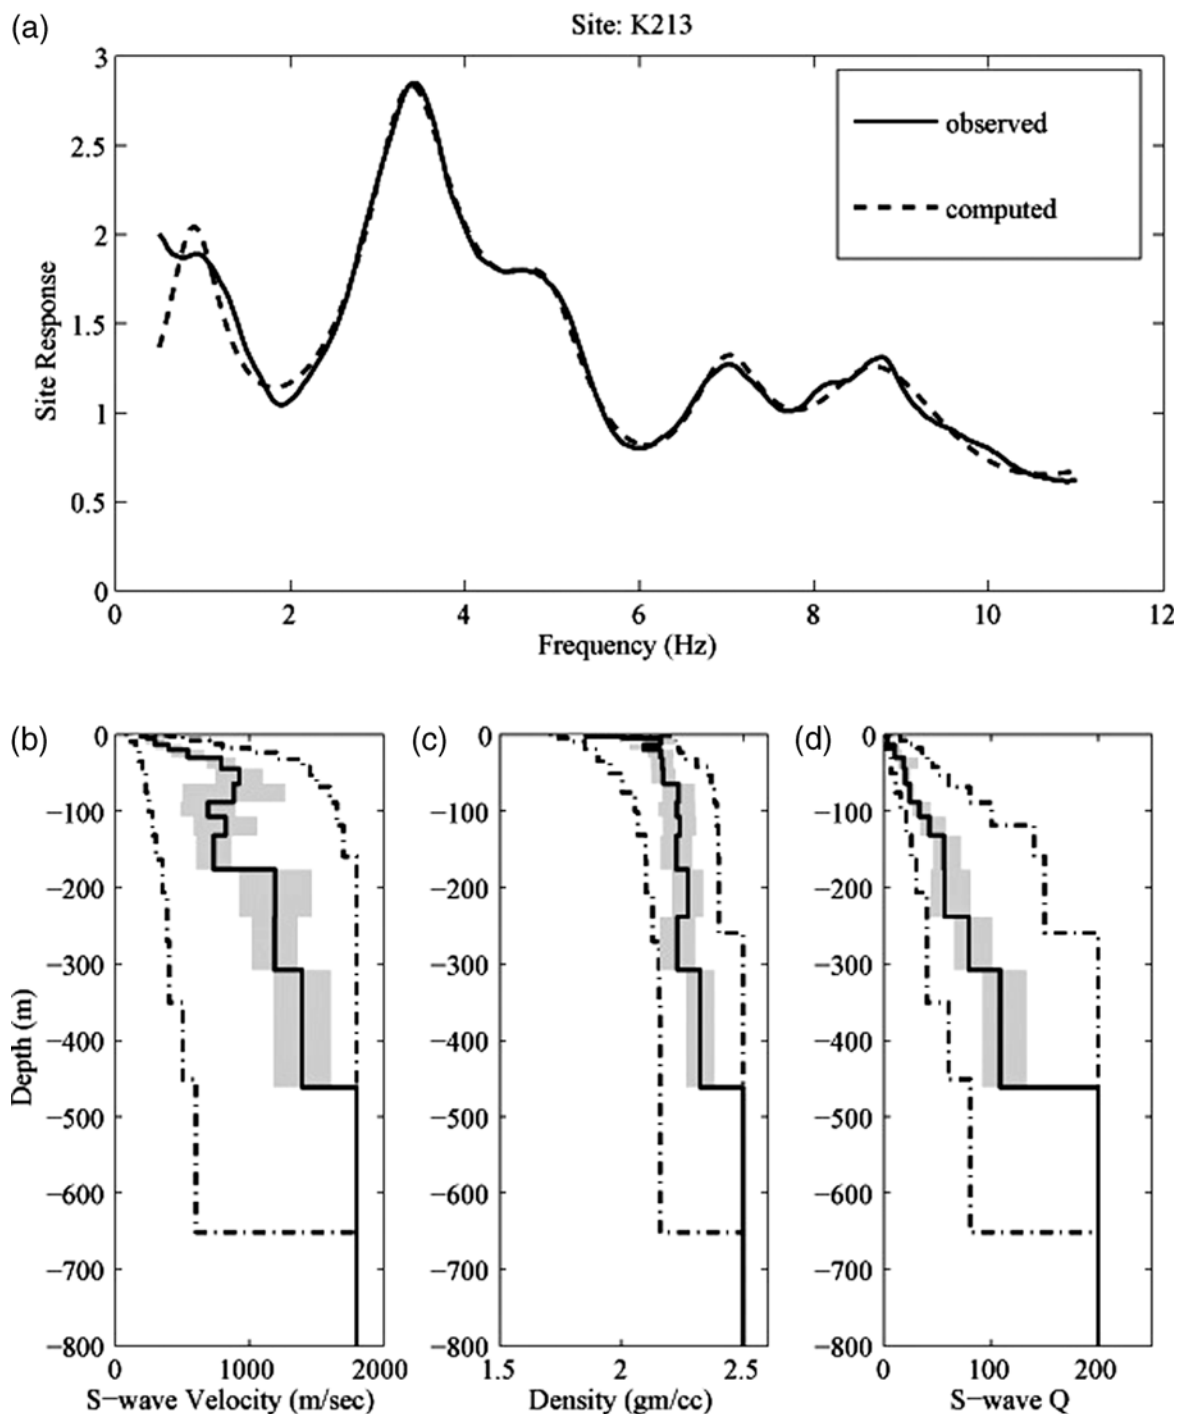 (a)
Site: K213
3
2.5
2
1.5
1
0.5
0
Site Response
observed
computed
0 2 4 6 8 10 12
Frequency (Hz)
(b)
0
−100
−200
−300
−400
−500
−600
−700
−800
Depth (m)
0 1000 2000
S−wave Velocity (m/sec)
(c)
0
−100
−200
−300
−400
−500
−600
−700
−800
1.5 2 2.5
Density (gm/cc)
(d)
0
−100
−200
−300
−400
−500
−600
−700
−800
0 100 200
S−wave Q